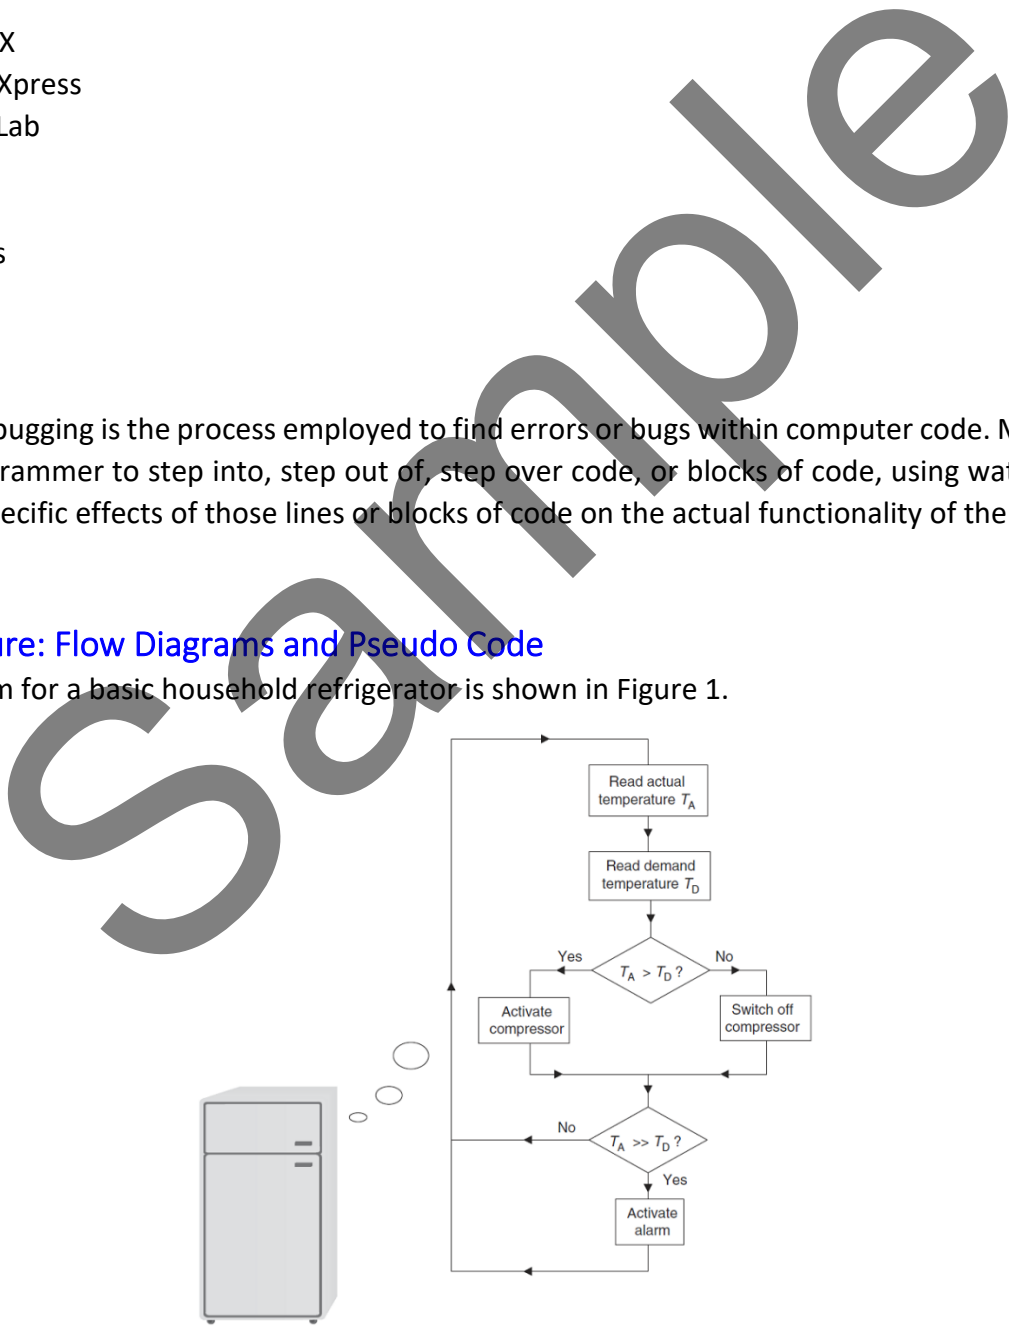 X
Xpress
Lab
s
bugging is the process employed to find errors or bugs within computer code. M
rammer to step into, step out of, step over code, or blocks of code, using wat
ecific effects of those lines or blocks of code on the actual functionality of the
ure: Flow Diagrams and Pseudo Code
m for a basic household refrigerator is shown in Figure 1.
Read actual
temperature TA
Read demand
temperature TD
Yes
No
TA > TD ?
Activate
compressor
Switch off
compressor
No
TA >> TD ?
Yes
Activate
alarm
Sample